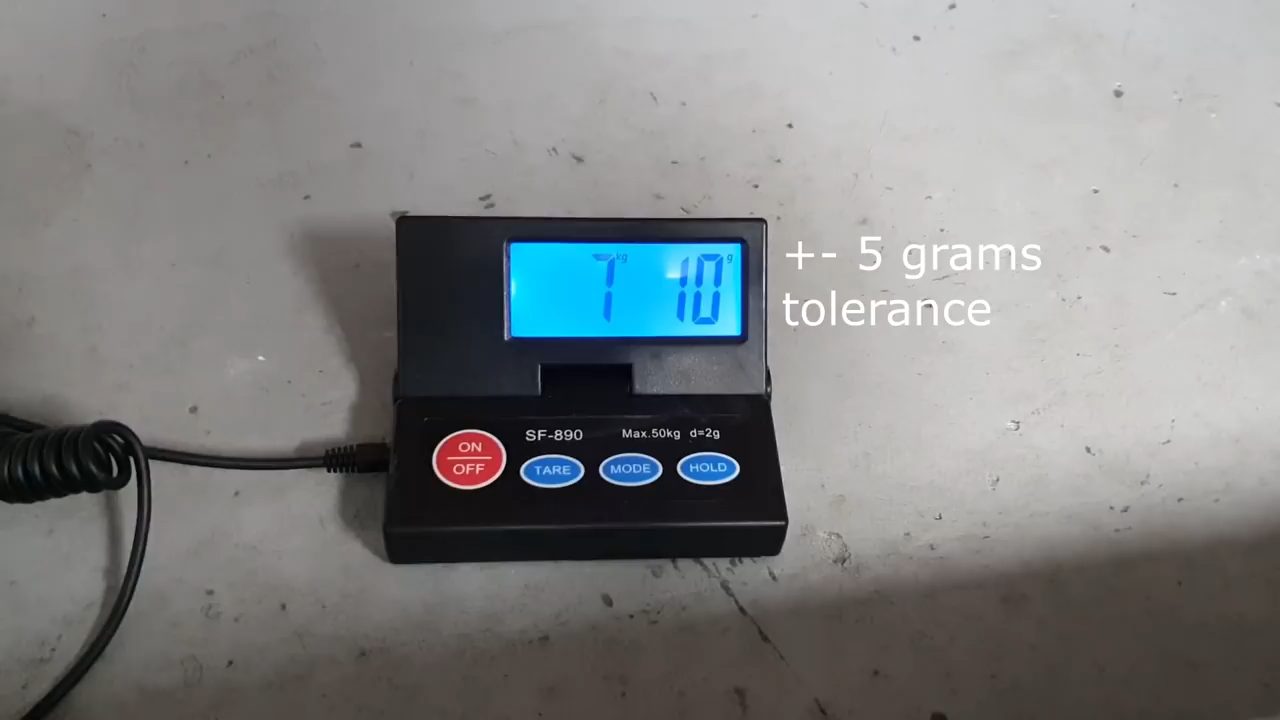 7 kg 10 g
+- 5 grams
tolerance
SF-890 Max.50kg d=2g
ON
OFF
TARE MODE HOLD